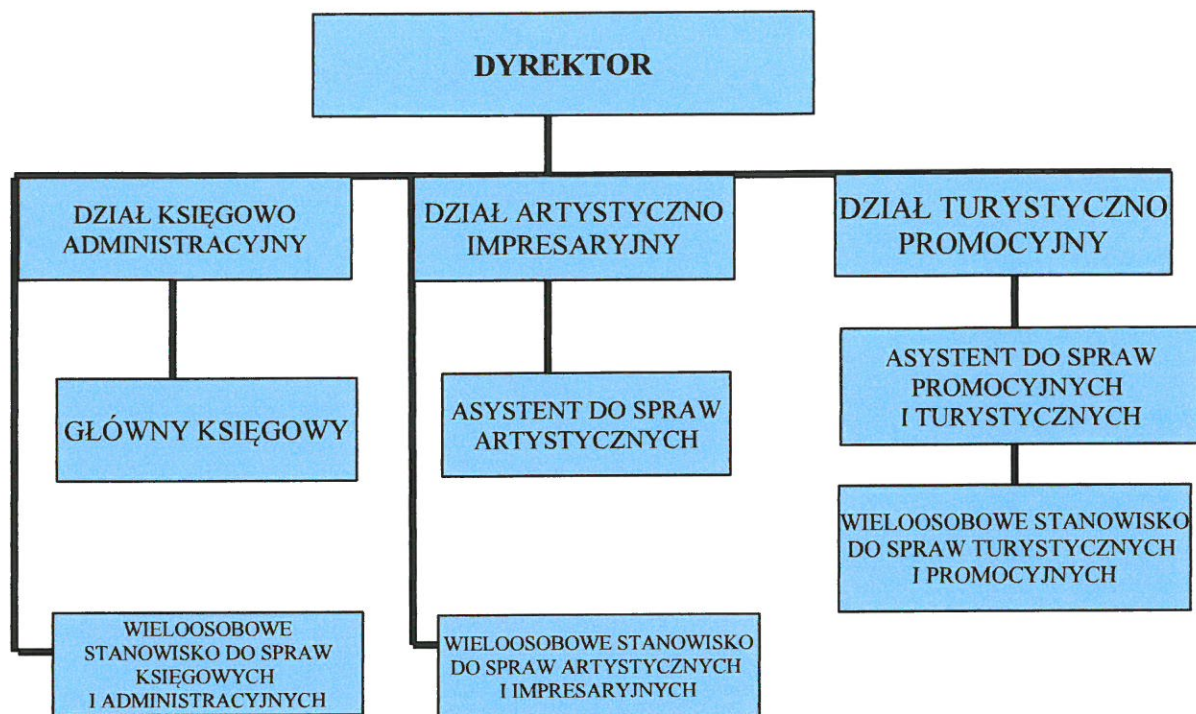 DYREKTOR
DZIAŁ KSIĘGOWO
ADMINISTRACYJNY
DZIAŁ ARTYSTYCZNO
IMPRESARYJNY
DZIAŁ TURYSTYCZNO
PROMOCYJNY
GŁÓWNY KSIĘGOWY
ASYSTENT DO SPRAW
ARTYSTYCZNYCH
ASYSTENT DO SPRAW
PROMOCYJNYCH
I TURYSTYCZNYCH
WIELOOSOBOWE STANOWISKO
DO SPRAW TURYSTYCZNYCH
I PROMOCYJNYCH
WIELOOSOBOWE
STANOWISKO DO SPRAW
KSIĘGOWYCH
I ADMINISTRACYJNYCH
WIELOOSOBOWE STANOWISKO
DO SPRAW ARTYSTYCZNYCH
I IMPRESARYJNYCH